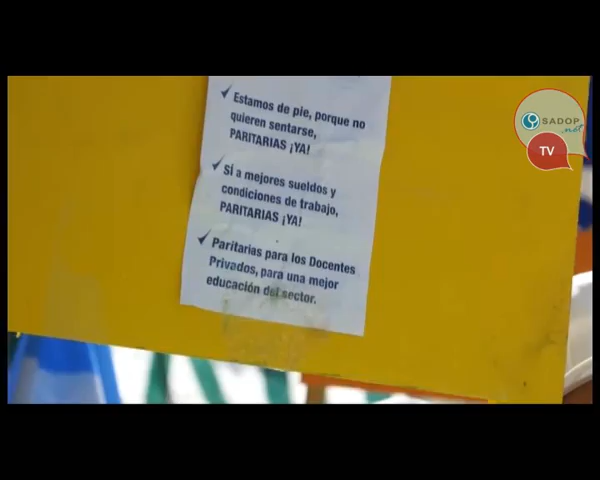 ✓ Estamos de pie, porque no
quieren sentarse,
PARITARIAS ¡YA!
✓ SÍ a mejores sueldos y
condiciones de trabajo,
PARITARIAS ¡YA!
✓ Paritarias para los Docentes
Privados, para una mejor
educación del sector.
SADOP
.net
TV